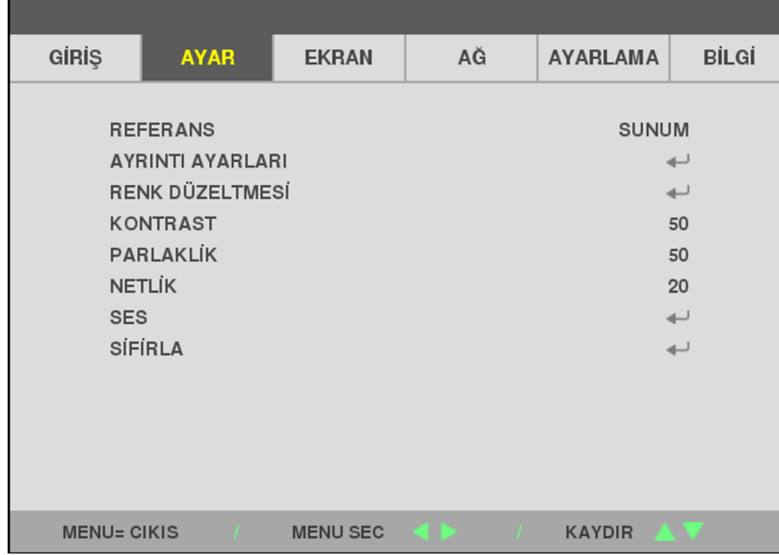 GİRİŞ AYAR EKRAN AĞ AYARLAMA BİLGİ
REFERANS SUNUM
AYRINTI AYARLARI
RENK DÜZELTMESİ
KONTRAST 50
PARLAKLİK 50
NETLİK 20
SES
SİFİRLA
MENU= CIKIS / MENU SEC / KAYDIR